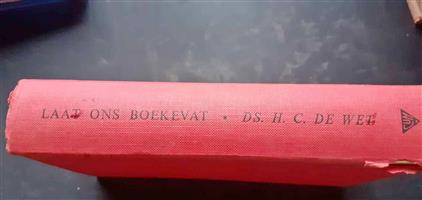 LAAT ONS BOEKEVAT • DS. H. C. DE WET